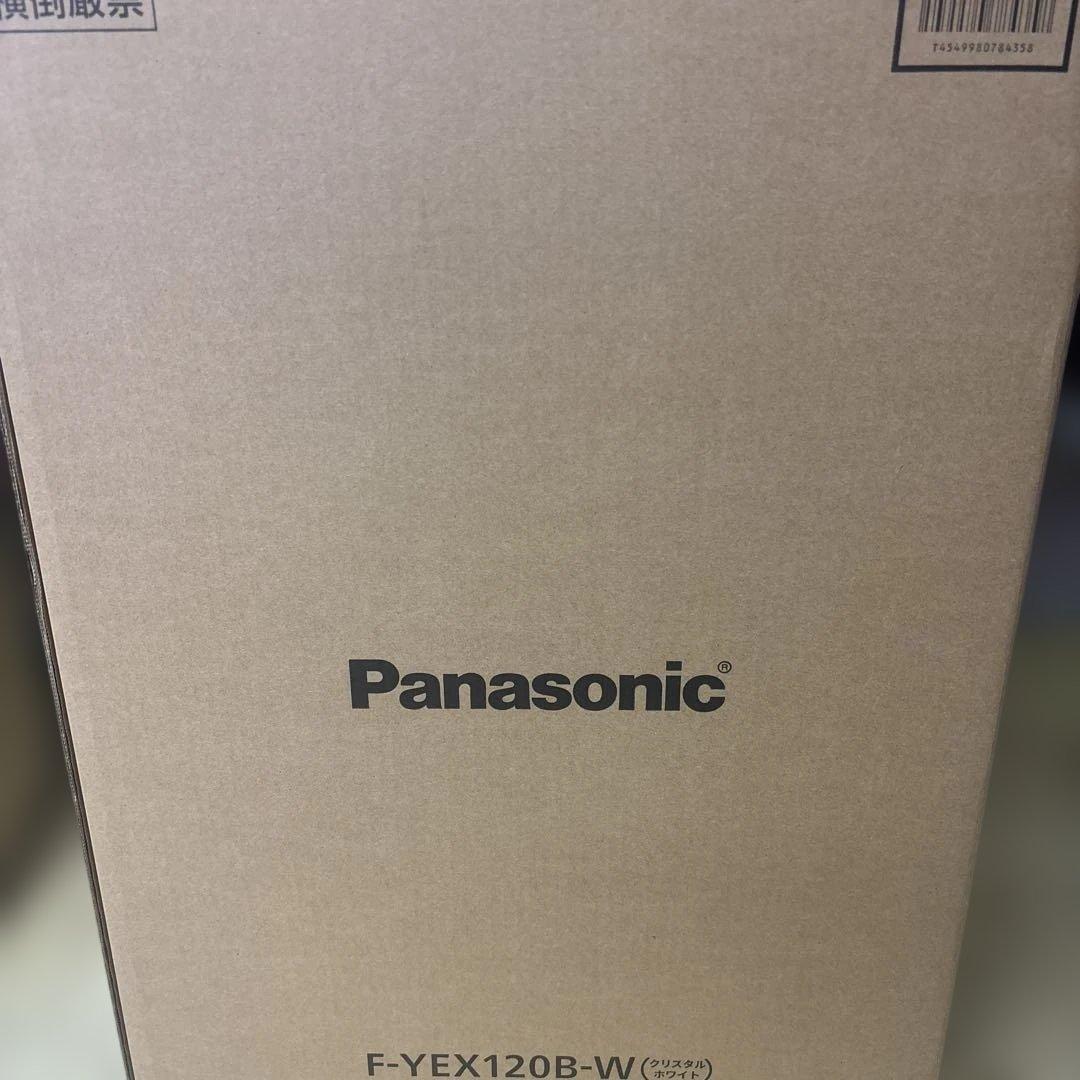 横倒厳禁
T4549980784358
Panasonic®
F-YEX120B-W(クリスタル
ホワイト)